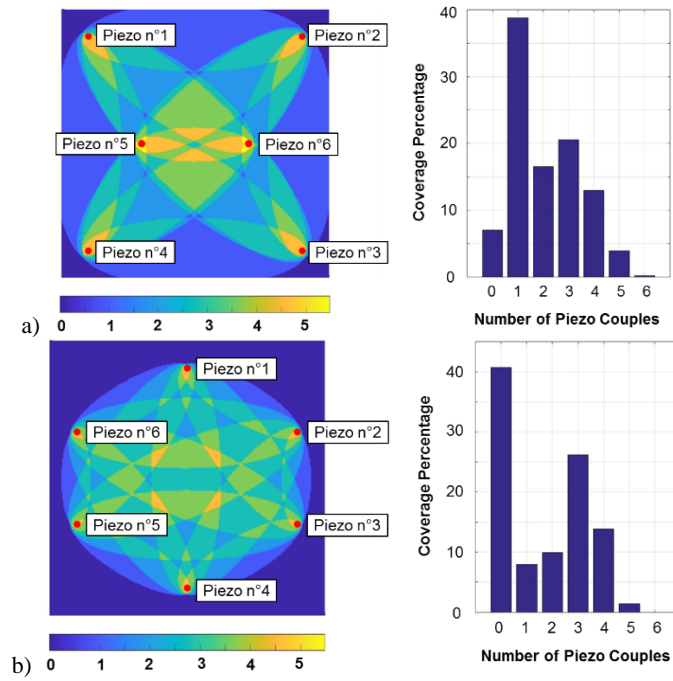 Piezo n°1
Piezo n°2
Piezo n°5
Piezo n°6
Piezo n°4
Piezo n°3
0 1 2 3 4 5
a)
Coverage Percentage
40
30
20
10
0
0 1 2 3 4 5 6
Number of Piezo Couples
Piezo n°1
Piezo n°6
Piezo n°2
Piezo n°5
Piezo n°3
Piezo n°4
0 1 2 3 4 5
b)
Coverage Percentage
40
30
20
10
0
0 1 2 3 4 5 6
Number of Piezo Couples